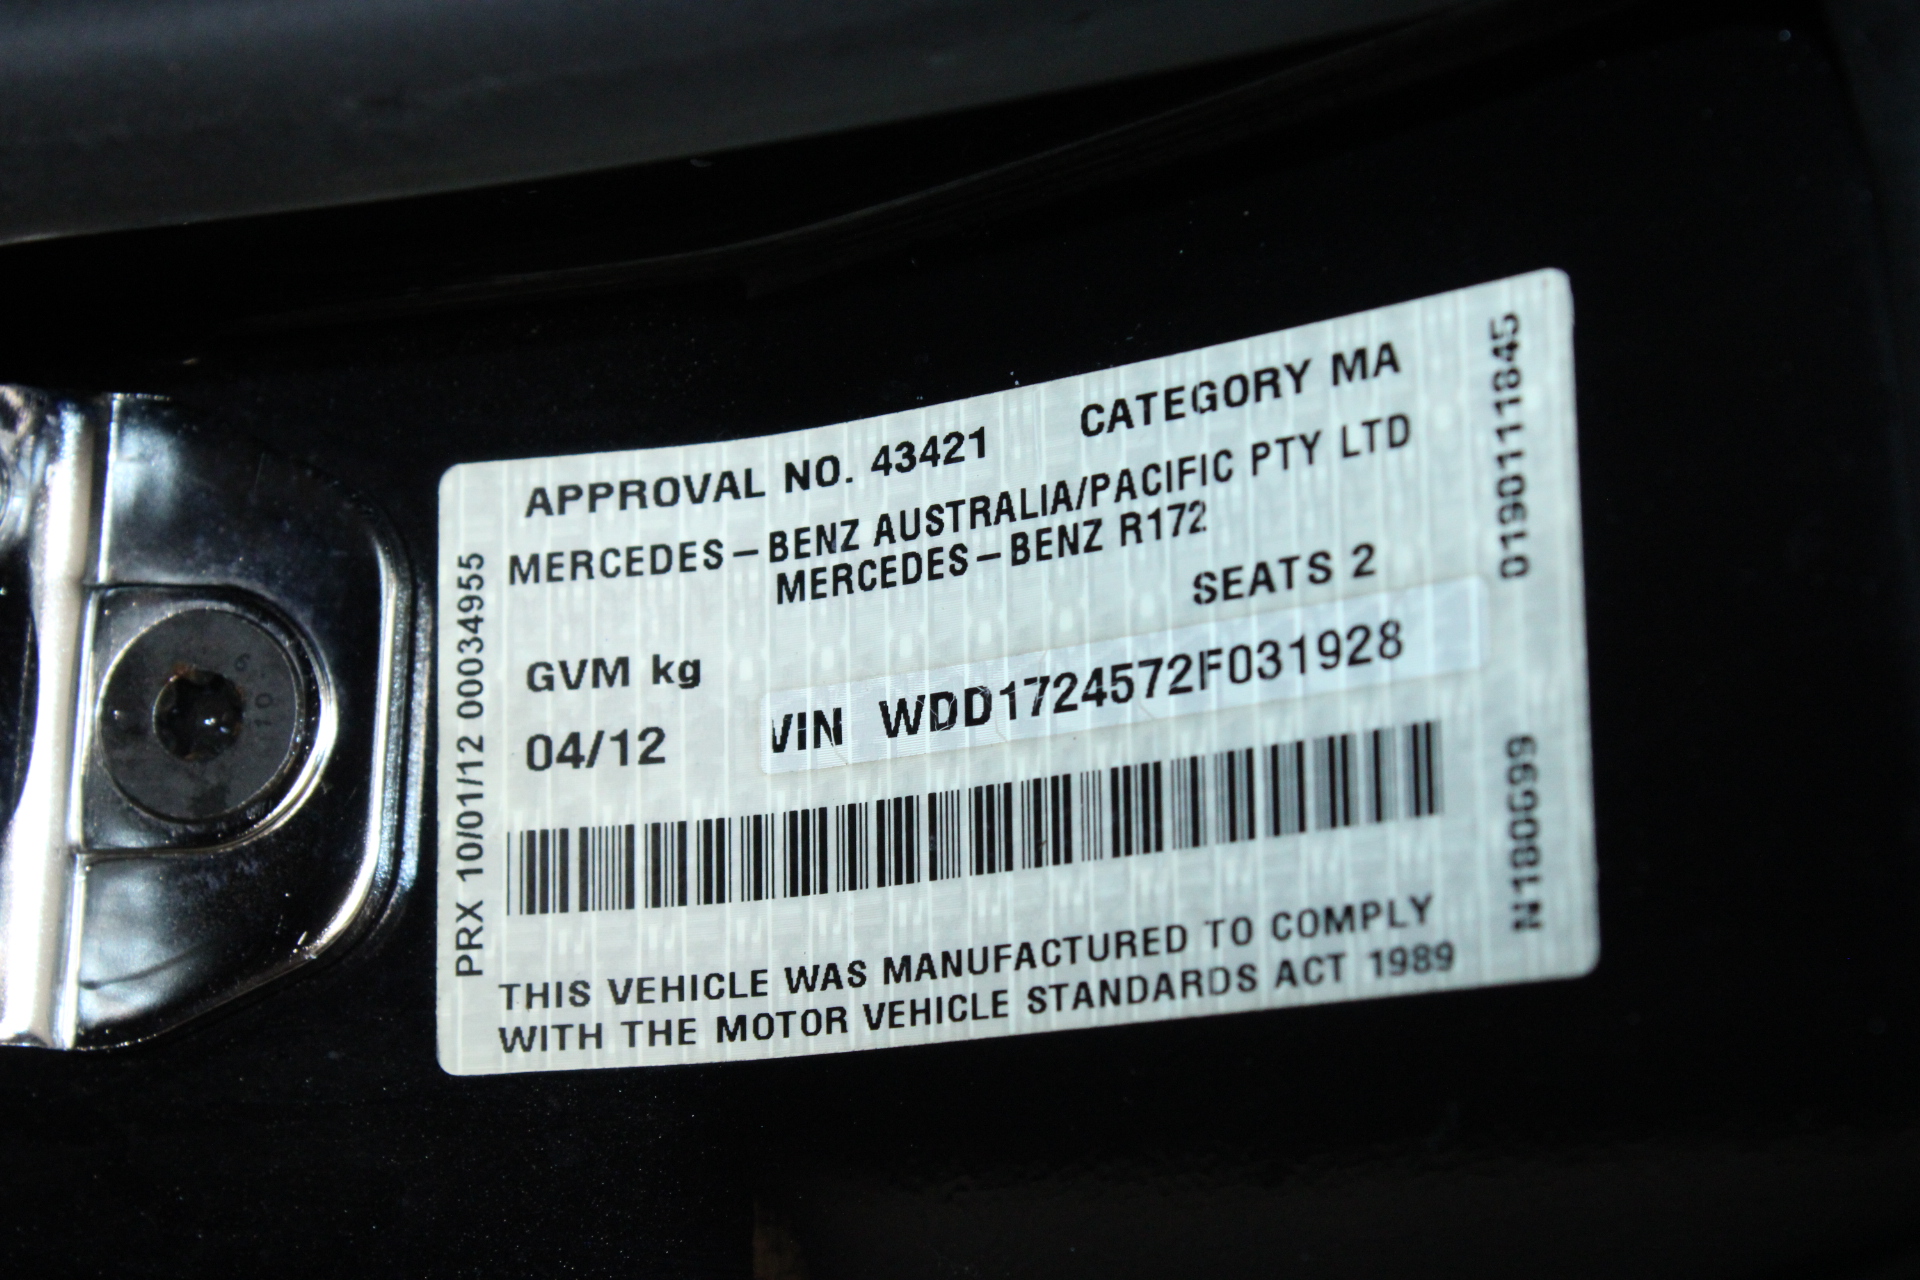 APPROVAL NO. 43421 CATEGORY MA
MERCEDES-BENZ AUSTRALIA/PACIFIC PTY LTD
MERCEDES-BENZ R172
SEATS 2
GVM kg
04/12
VIN WDD1724572F031928
THIS VEHICLE WAS MANUFACTURED TO COMPLY
WITH THE MOTOR VEHICLE STANDARDS ACT 1989
PRX 10/01/12 00034955
N180699
0190111845